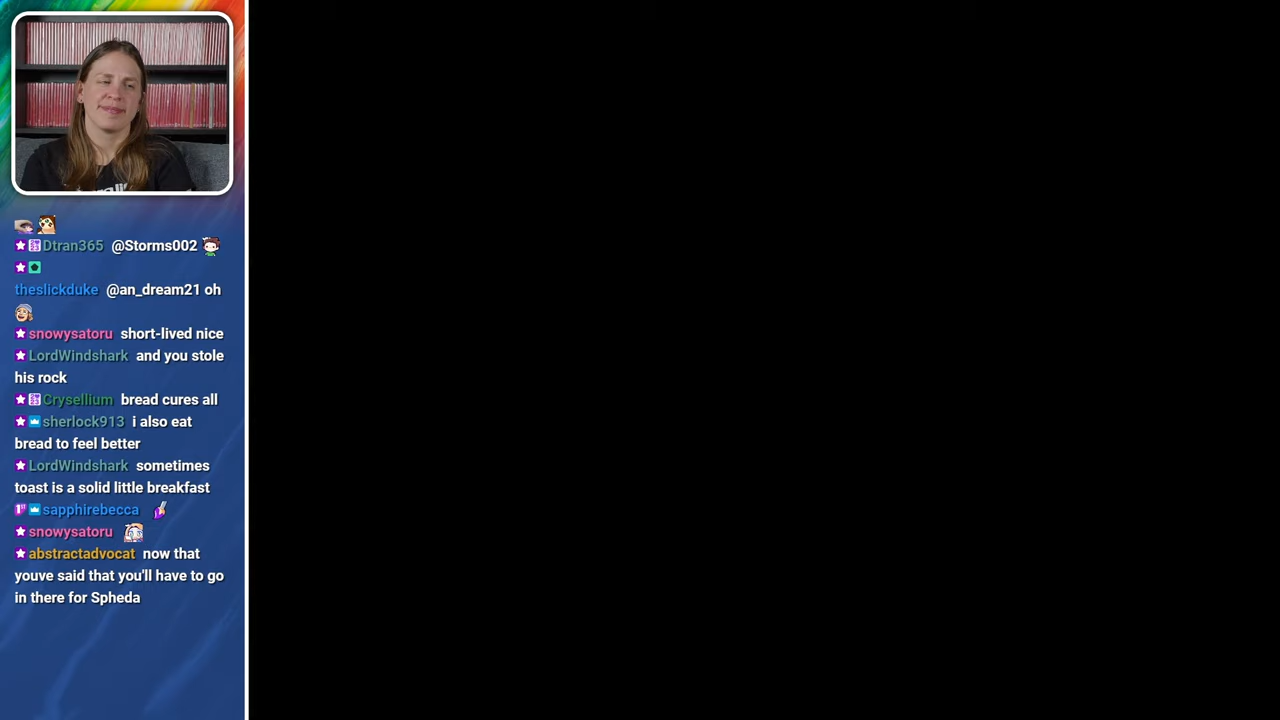 Dtran365 @Storms002
theslickduke @an_dream21 oh
snowysatoru short-lived nice
LordWindshark and you stole
his rock
Crysellium bread cures all
sherlock913 i also eat
bread to feel better
LordWindshark sometimes
toast is a solid little breakfast
sapphirebecca
snowysatoru
abstractadvocat now that
youve said that you'll have to go
in there for Spheda